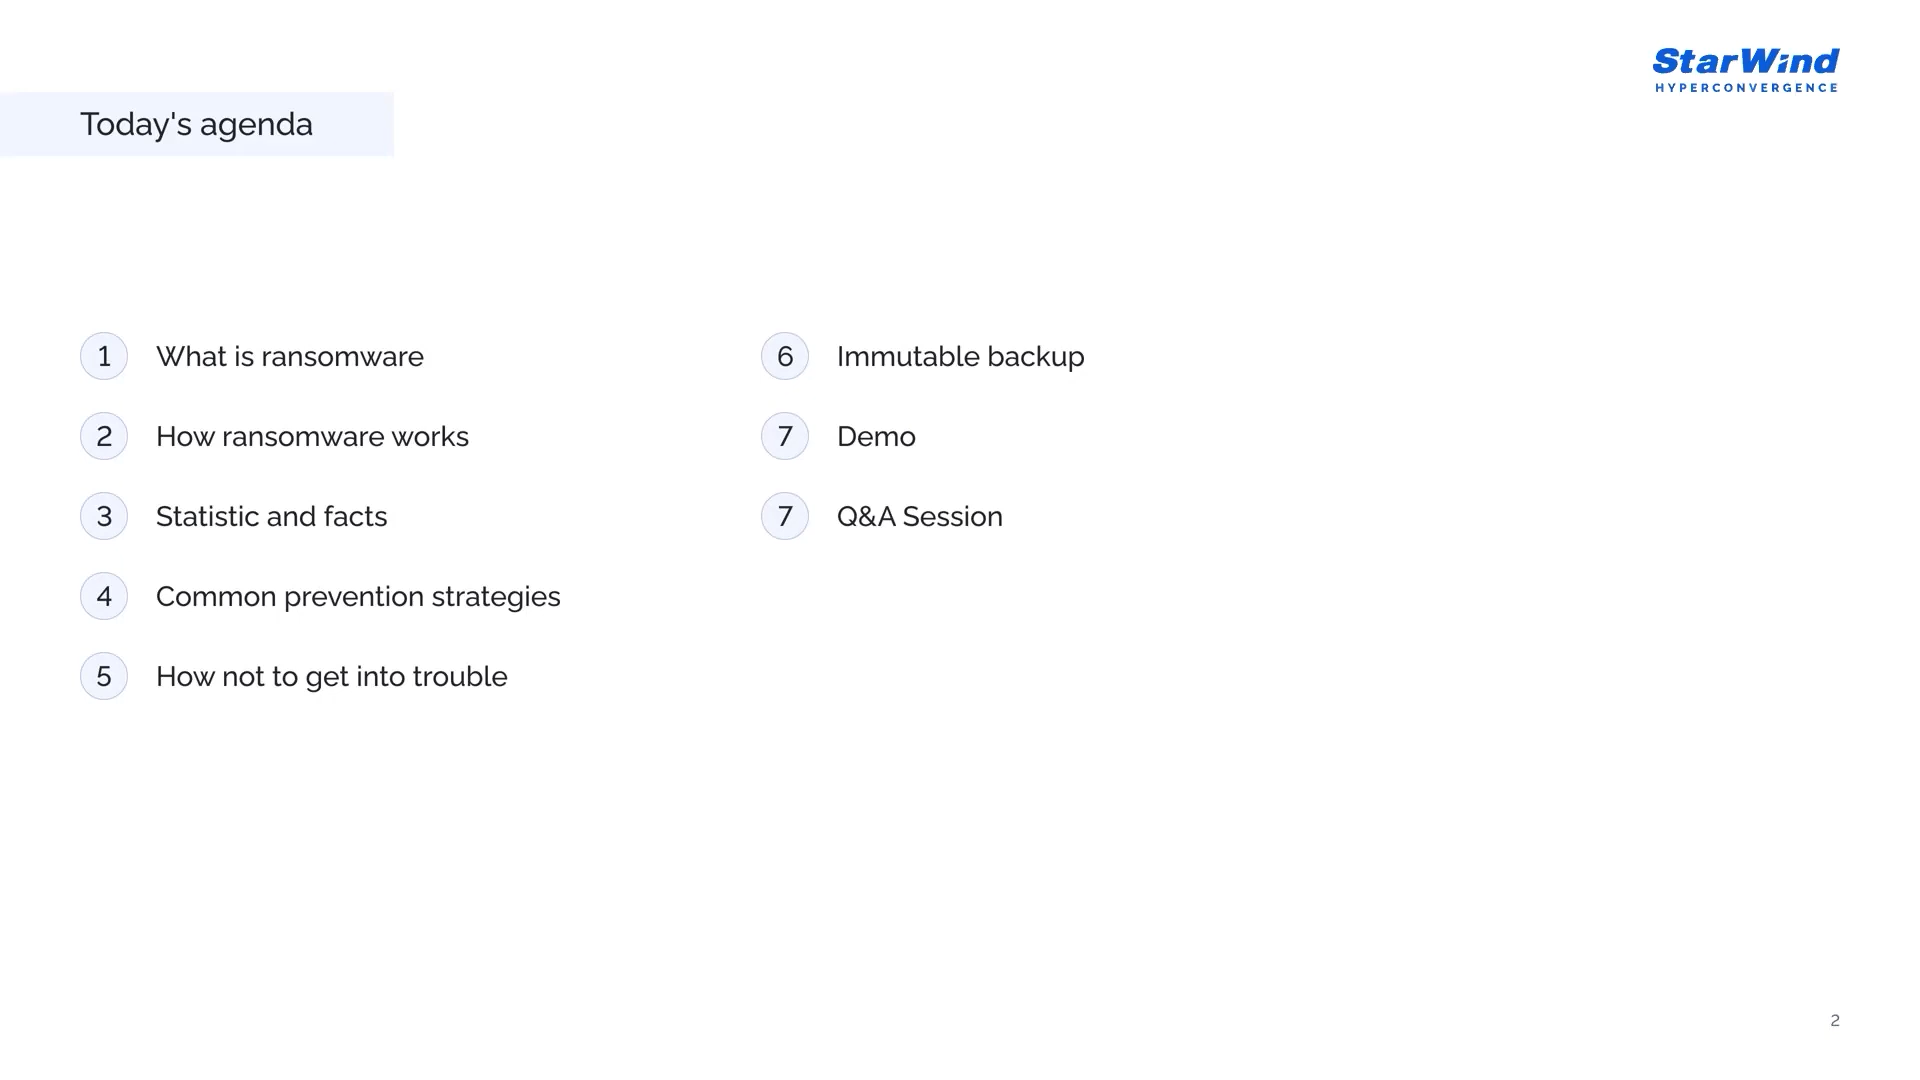 StarWind
HYPERCONVERGENCE
Today's agenda
1 What is ransomware
2 How ransomware works
3 Statistic and facts
4 Common prevention strategies
5 How not to get into trouble
6 Immutable backup
7 Demo
7 Q&A Session
2